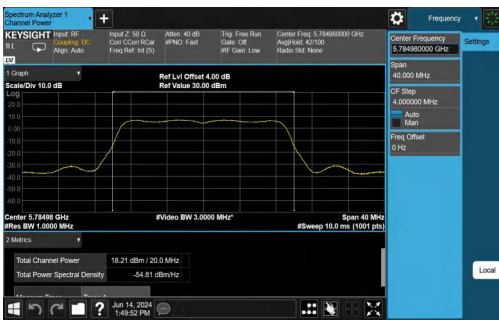 Spectrum Analyzer 1
Channel Power
Frequency
KEYSIGHT
Input: RF
Coupling: DC
Align: Auto
Input Z: 50 Ω
Corr CCorr RCal
Freq Ref: Int (S)
Atten: 40 dB
#PNO: Fast
Trig: Free Run
Gate: Off
#IF Gain: Low
Center Freq: 5.784980000 GHz
Avg|Hold: 42/100
Radio Std: None
R L
Center Frequency
5.784980000 GHz
Settings
Span
40.000 MHz
CF Step
4.000000 MHz
Auto
Man
Freq Offset
0 Hz
1 Graph
Scale/Div 10.0 dB
Ref Lvl Offset 4.00 dB
Ref Value 30.00 dBm
Log
20.0
10.0
0.00
-10.0
-20.0
-30.0
-40.0
-50.0
-60.0
Center 5.78498 GHz
#Res BW 1.0000 MHz
#Video BW 3.0000 MHz*
Span 40 MHz
#Sweep 10.0 ms (1001 pts)
2 Metrics
Total Channel Power
18.21 dBm / 20.0 MHz
Total Power Spectral Density
-54.81 dBm/Hz
Local
Jun 14, 2024
1:49:52 PM